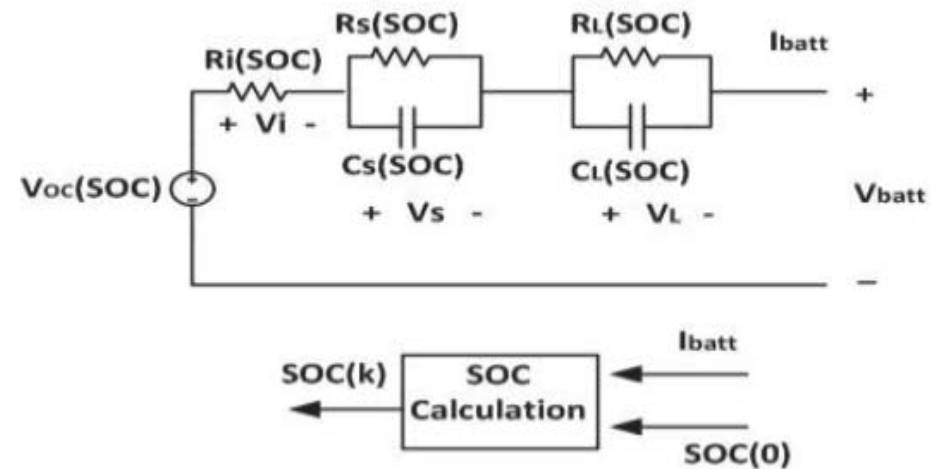 Rs(SOC)
RL(SOC)
Ibatt
Ri(SOC)
+ Vi -
+
Cs(SOC)
CL(SOC)
Voc(SOC)
+
-
Vbatt
+ Vs -
+ VL -
−
Ibatt
SOC(k)
SOC
Calculation
SOC(0)